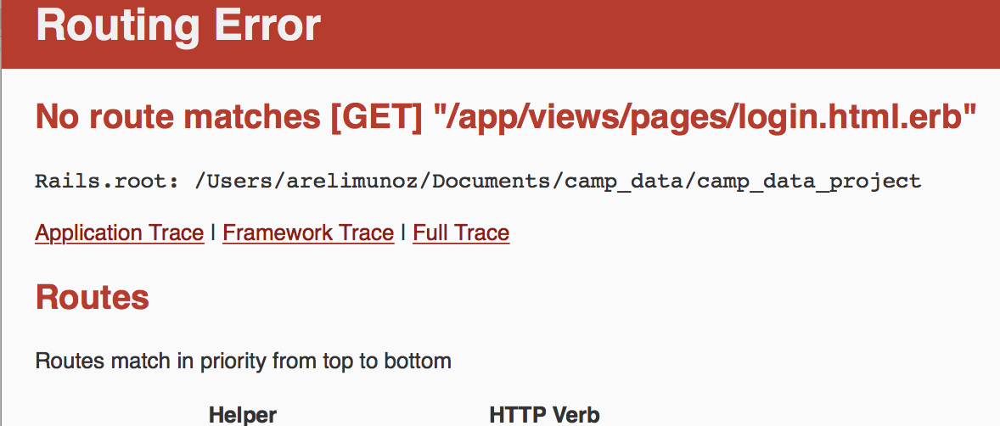 Routing Error
No route matches [GET] "/app/views/pages/login.html.erb"
Rails.root: /Users/arelimunoz/Documents/camp_data/camp_data_project
Application Trace | Framework Trace | Full Trace
Routes
Routes match in priority from top to bottom
Helper HTTP Verb